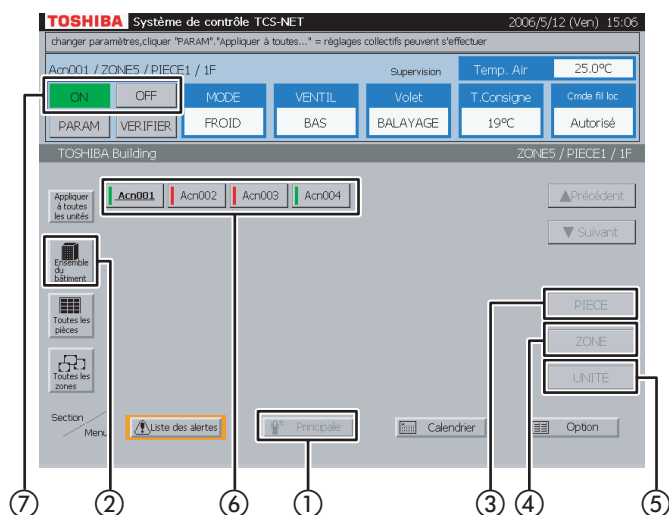 TOSHIBA Système de contrôle TCS-NET 2006/5/12 (Ven) 15:06
changer paramètres,cliquer "PARAM"."Appliquer à toutes..." = réglages collectifs peuvent s'effectuer
Acn001 / ZONE5 / PIECE1 / 1F Supervision Temp. Air 25.0ºC
ON OFF MODE VENTIL Volet T.Consigne Cmde fil loc
PARAM VERIFIER FROID BAS BALAYAGE 19ºC Autorisé
TOSHIBA Building ZONE5 / PIECE1 / 1F
Appliquer à toutes les unités
Acn001 Acn002 Acn003 Acn004
▲Précédent
▼ Suivant
Ensemble du bâtiment
Toutes les pièces
PIECE
ZONE
Toutes les zones
UNITE
Section Menu
Liste des alertes Principale Calendrier Option
⑦ ② ⑥ ① ③ ④ ⑤